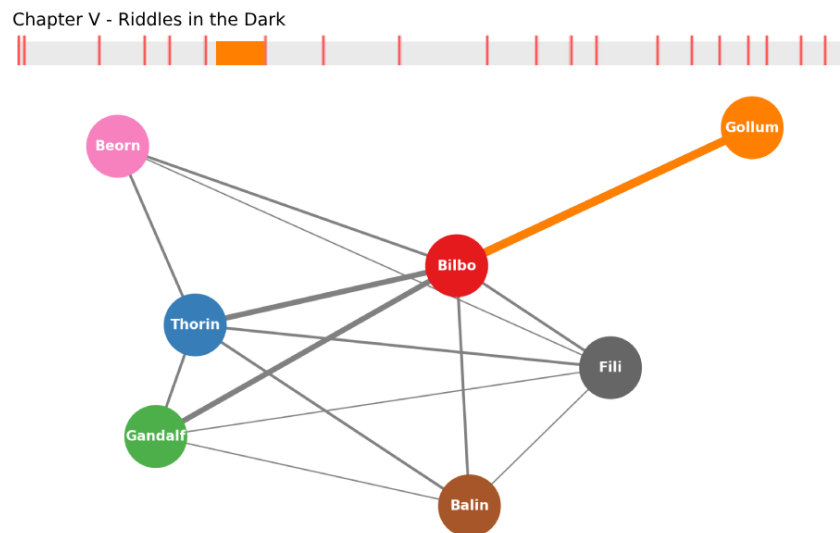 Chapter V - Riddles in the Dark
Gollum
Beorn
Bilbo
Thorin
Fili
Gandalf
Balin